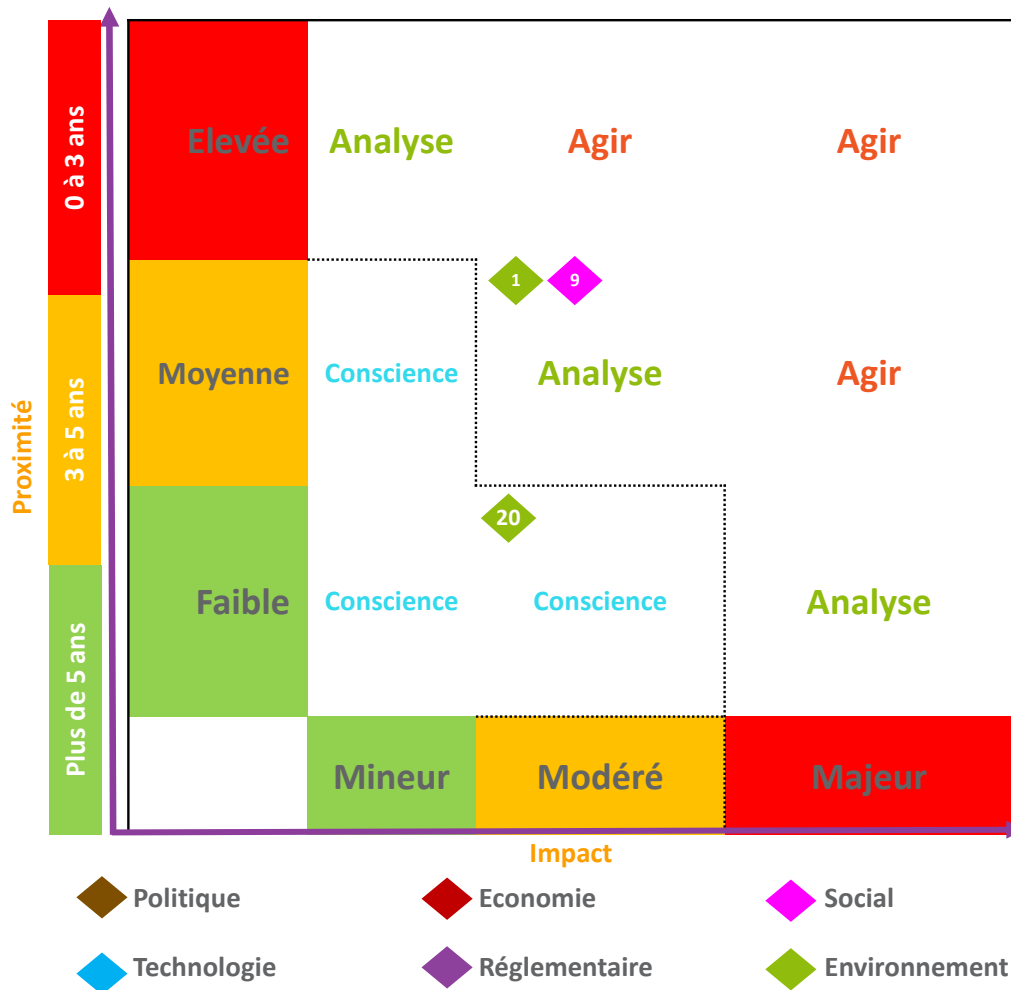 0 à 3 ans
Elevée
Analyse
Agir
Agir
1
9
Proximité
3 à 5 ans
Moyenne
Conscience
Analyse
Agir
20
Plus de 5 ans
Faible
Conscience
Conscience
Analyse
Mineur
Modéré
Majeur
Impact
Politique
Economie
Social
Technologie
Réglementaire
Environnement